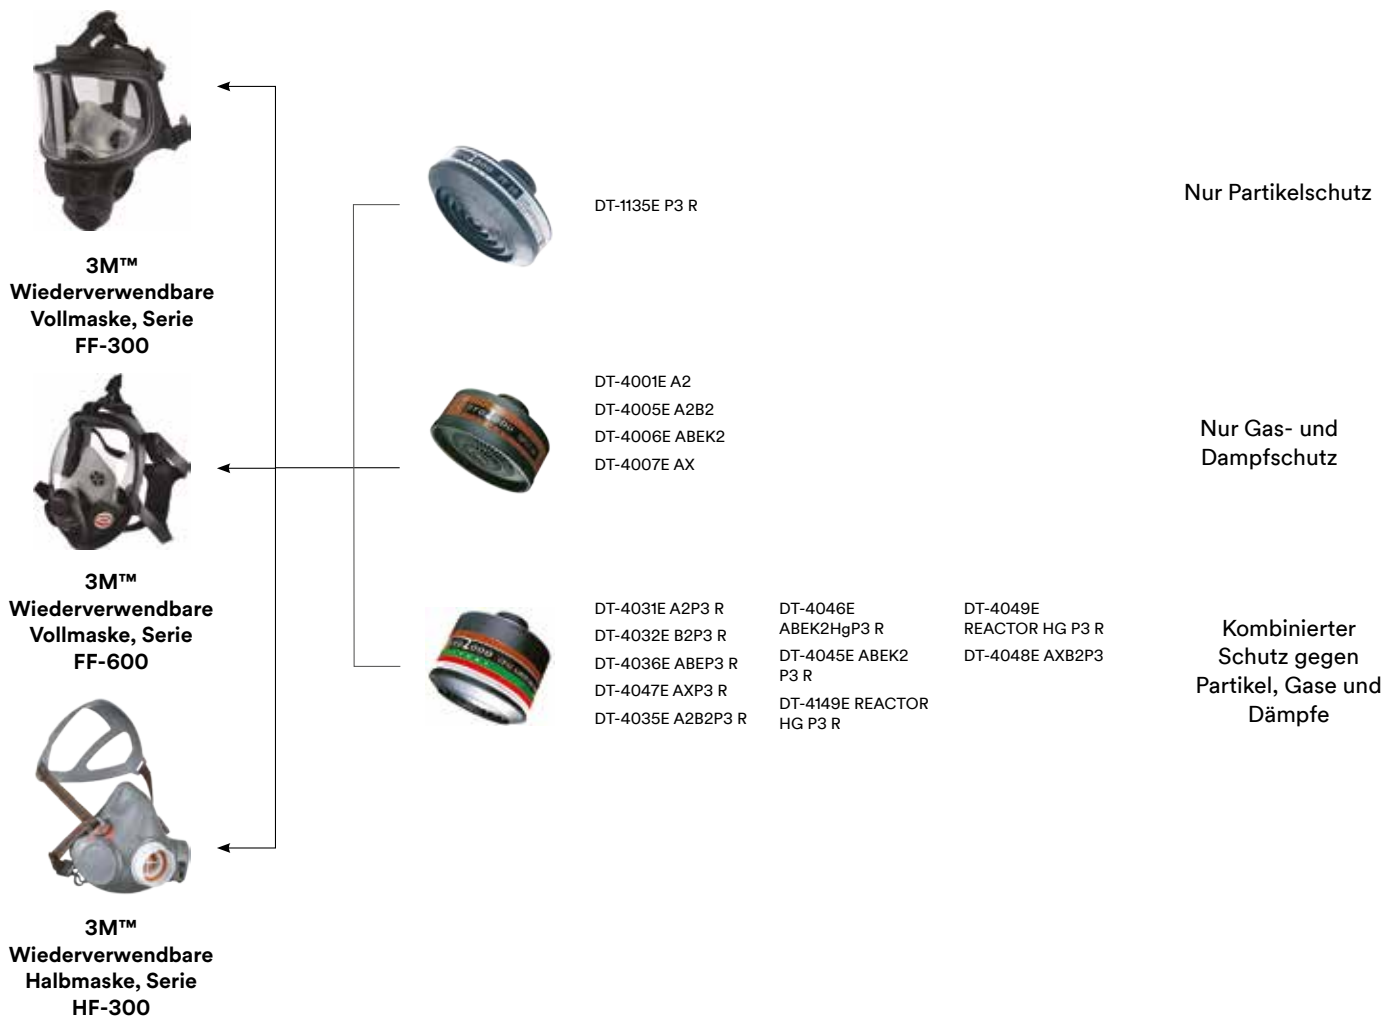 3M™
Wiederverwendbare
Vollmaske, Serie
FF-300
3M™
Wiederverwendbare
Vollmaske, Serie
FF-600
3M™
Wiederverwendbare
Halbmaske, Serie
HF-300
DT-1135E P3 R
Nur Partikelschutz
DT-4001E A2
DT-4005E A2B2
DT-4006E ABEK2
DT-4007E AX
Nur Gas- und
Dampfschutz
DT-4031E A2P3 R
DT-4032E B2P3 R
DT-4036E ABEP3 R
DT-4047E AXP3 R
DT-4035E A2B2P3 R
DT-4046E
ABEK2HgP3 R
DT-4045E ABEK2
P3 R
DT-4149E REACTOR
HG P3 R
DT-4049E
REACTOR HG P3 R
DT-4048E AXB2P3
Kombinierter
Schutz gegen
Partikel, Gase und
Dämpfe